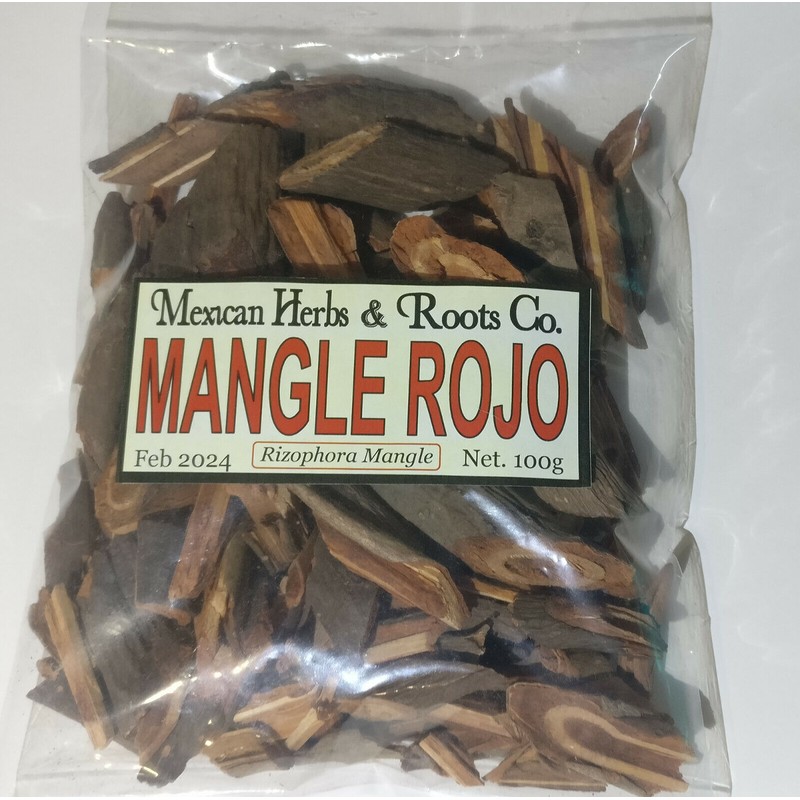 Mexican Herbs & Roots Co.
MANGLE ROJO
Feb 2024 Rizophora Mangle Net. 100g